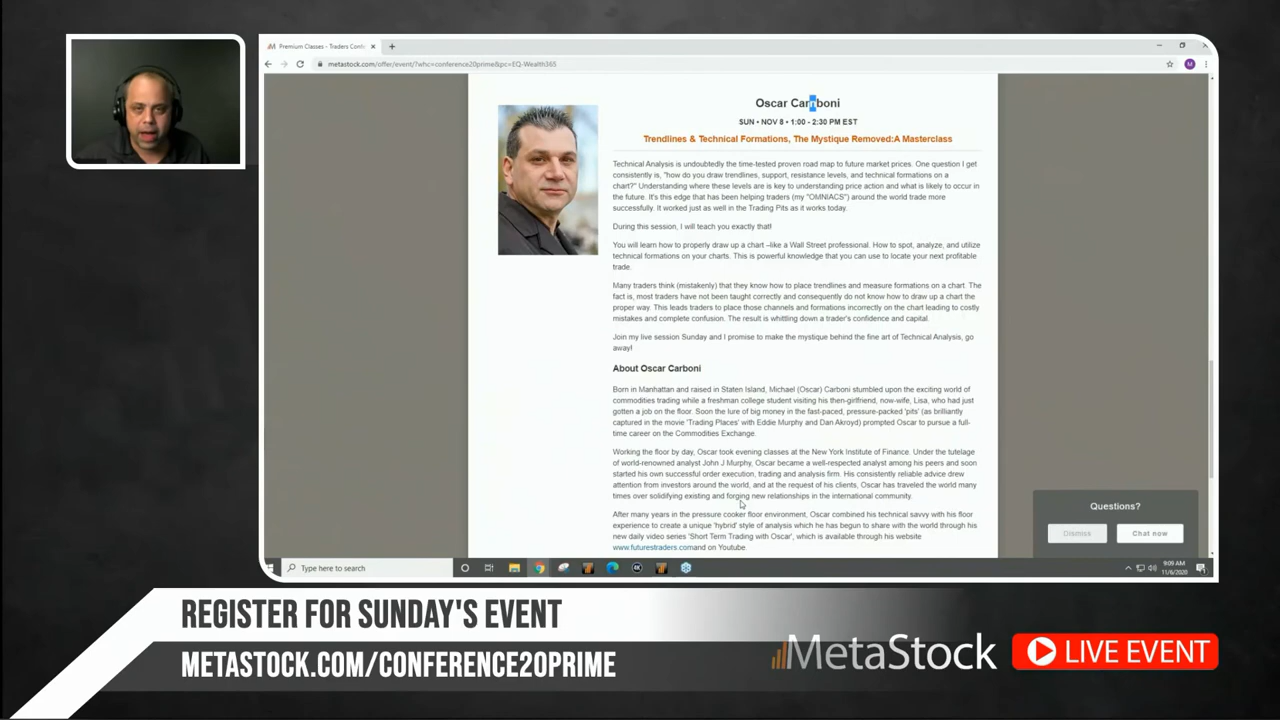 Premium Classes - Traders Conf
metastock.com/offer/event/?whc=conference20prime&pc=EQ-Wealth365
Oscar Carrboni
SUN • NOV 8 • 1:00 - 2:30 PM EST
Trendlines & Technical Formations, The Mystique Removed:A Masterclass
Technical Analysis is undoubtedly the time-tested proven road map to future market prices. One question I get
consistently is, "how do you draw trendlines, support, resistance levels, and technical formations on a
chart?" Understanding where these levels are is key to understanding price action and what is likely to occur in
the future. It's this edge that has been helping traders (my "OMNIACS") around the world trade more
successfully. It worked just as well in the Trading Pits as it works today.
During this session, I will teach you exactly that!
You will learn how to properly draw up a chart –like a Wall Street professional. How to spot, analyze, and utilize
technical formations on your charts. This is powerful knowledge that you can use to locate your next profitable
trade.
Many traders think (mistakenly) that they know how to place trendlines and measure formations on a chart. The
fact is, most traders have not been taught correctly and consequently do not know how to draw up a chart the
proper way. This leads traders to place those channels and formations incorrectly on the chart leading to costly
mistakes and complete confusion. The result is whittling down a trader's confidence and capital.
Join my live session Sunday and I promise to make the mystique behind the fine art of Technical Analysis, go
away!
About Oscar Carboni
Born in Manhattan and raised in Staten Island, Michael (Oscar) Carboni stumbled upon the exciting world of
commodities trading while a freshman college student visiting his then-girlfriend, now-wife, Lisa, who had just
gotten a job on the floor. Soon the lure of big money in the fast-paced, pressure-packed 'pits' (as brilliantly
captured in the movie 'Trading Places' with Eddie Murphy and Dan Akroyd) prompted Oscar to pursue a full-
time career on the Commodities Exchange.
Working the floor by day, Oscar took evening classes at the New York Institute of Finance. Under the tutelage
of world-renowned analyst John J Murphy, Oscar became a well-respected analyst among his peers and soon
started his own successful order execution, trading and analysis firm. His consistently reliable advice drew
attention from investors around the world, and at the request of his clients, Oscar has traveled the world many
times over solidifying existing and forging new relationships in the international community.
After many years in the pressure cooker floor environment, Oscar combined his technical savvy with his floor
experience to create a unique 'hybrid' style of analysis which he has begun to share with the world through his
new daily video series 'Short Term Trading with Oscar', which is available through his website
www.futurestraders.comand on Youtube.
Questions?
Dismiss
Chat now
Type here to search
9:09 AM
11/6/2020
REGISTER FOR SUNDAY'S EVENT
METASTOCK.COM/CONFERENCE20PRIME
MetaStock
LIVE EVENT